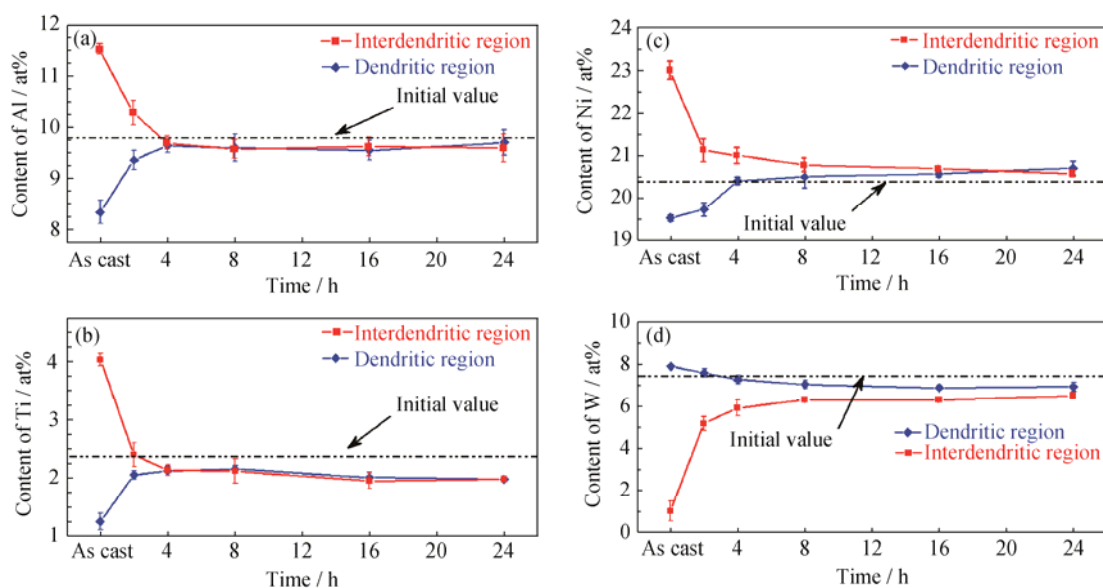 (a)
Interdendritic region
Dendritic region
Initial value
Content of Al / at%
12
11
10
9
8
As cast 4 8 12 16 20 24
Time / h
(c)
Interdendritic region
Dendritic region
Initial value
Content of Ni / at%
24
23
22
21
20
19
As cast 4 8 12 16 20 24
Time / h
(b)
Interdendritic region
Dendritic region
Initial value
Content of Ti / at%
4
3
2
1
As cast 4 8 12 16 20 24
Time / h
(d)
Initial value
Dendritic region
Interdendritic region
Content of W / at%
10
8
6
4
2
0
As cast 4 8 12 16 20 24
Time / h